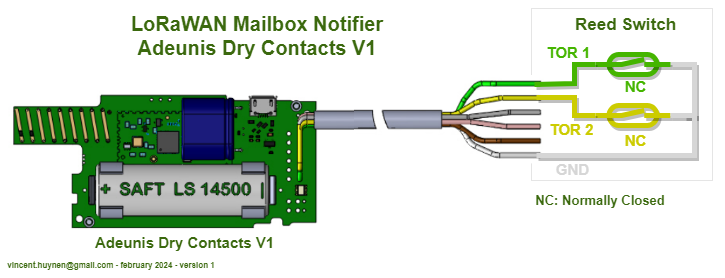 LoRaWAN Mailbox Notifier
Adeunis Dry Contacts V1
Reed Switch
TOR 1
NC
TOR 2
NC
GND
+ SAFT LS 14500 |
NC: Normally Closed
Adeunis Dry Contacts V1
vincent.huynen@gmail.com - february 2024 - version 1